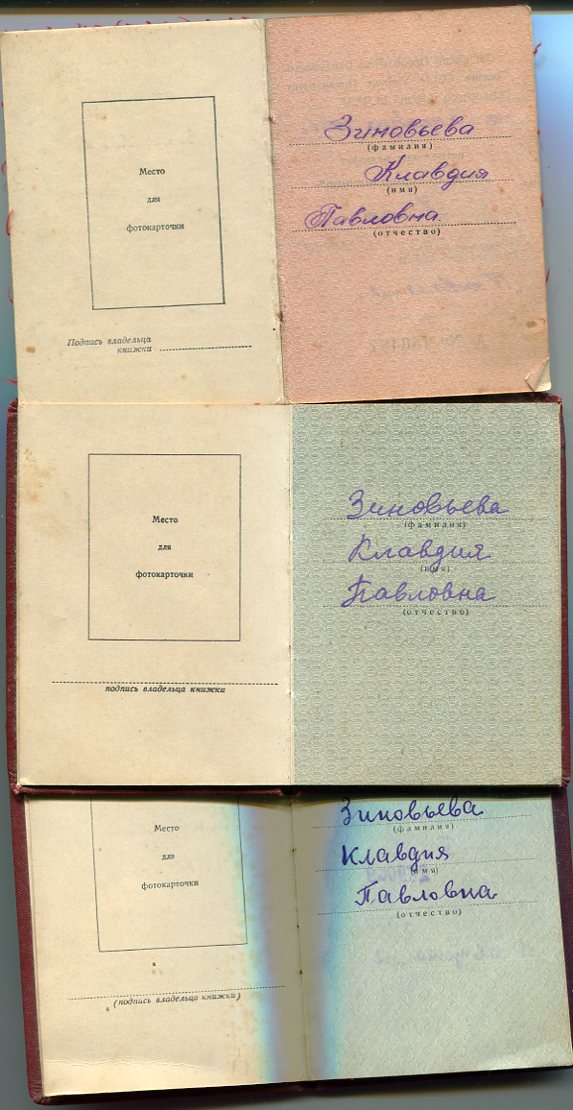 Место
для
фотокарточки
Подпись владельца
книжки
Зиновьева
(фамилия)
Клавдия
(имя)
Павловна
(отчество)
Место
для
фотокарточки
подпись владельца книжки
Зиновьева
(фамилия)
Клавдия
(имя)
Павловна
(отчество)
Место
для
фотокарточки
(подпись владельца книжки)
Зиновьева
(фамилия)
Клавдия
(имя)
Павловна
(отчество)